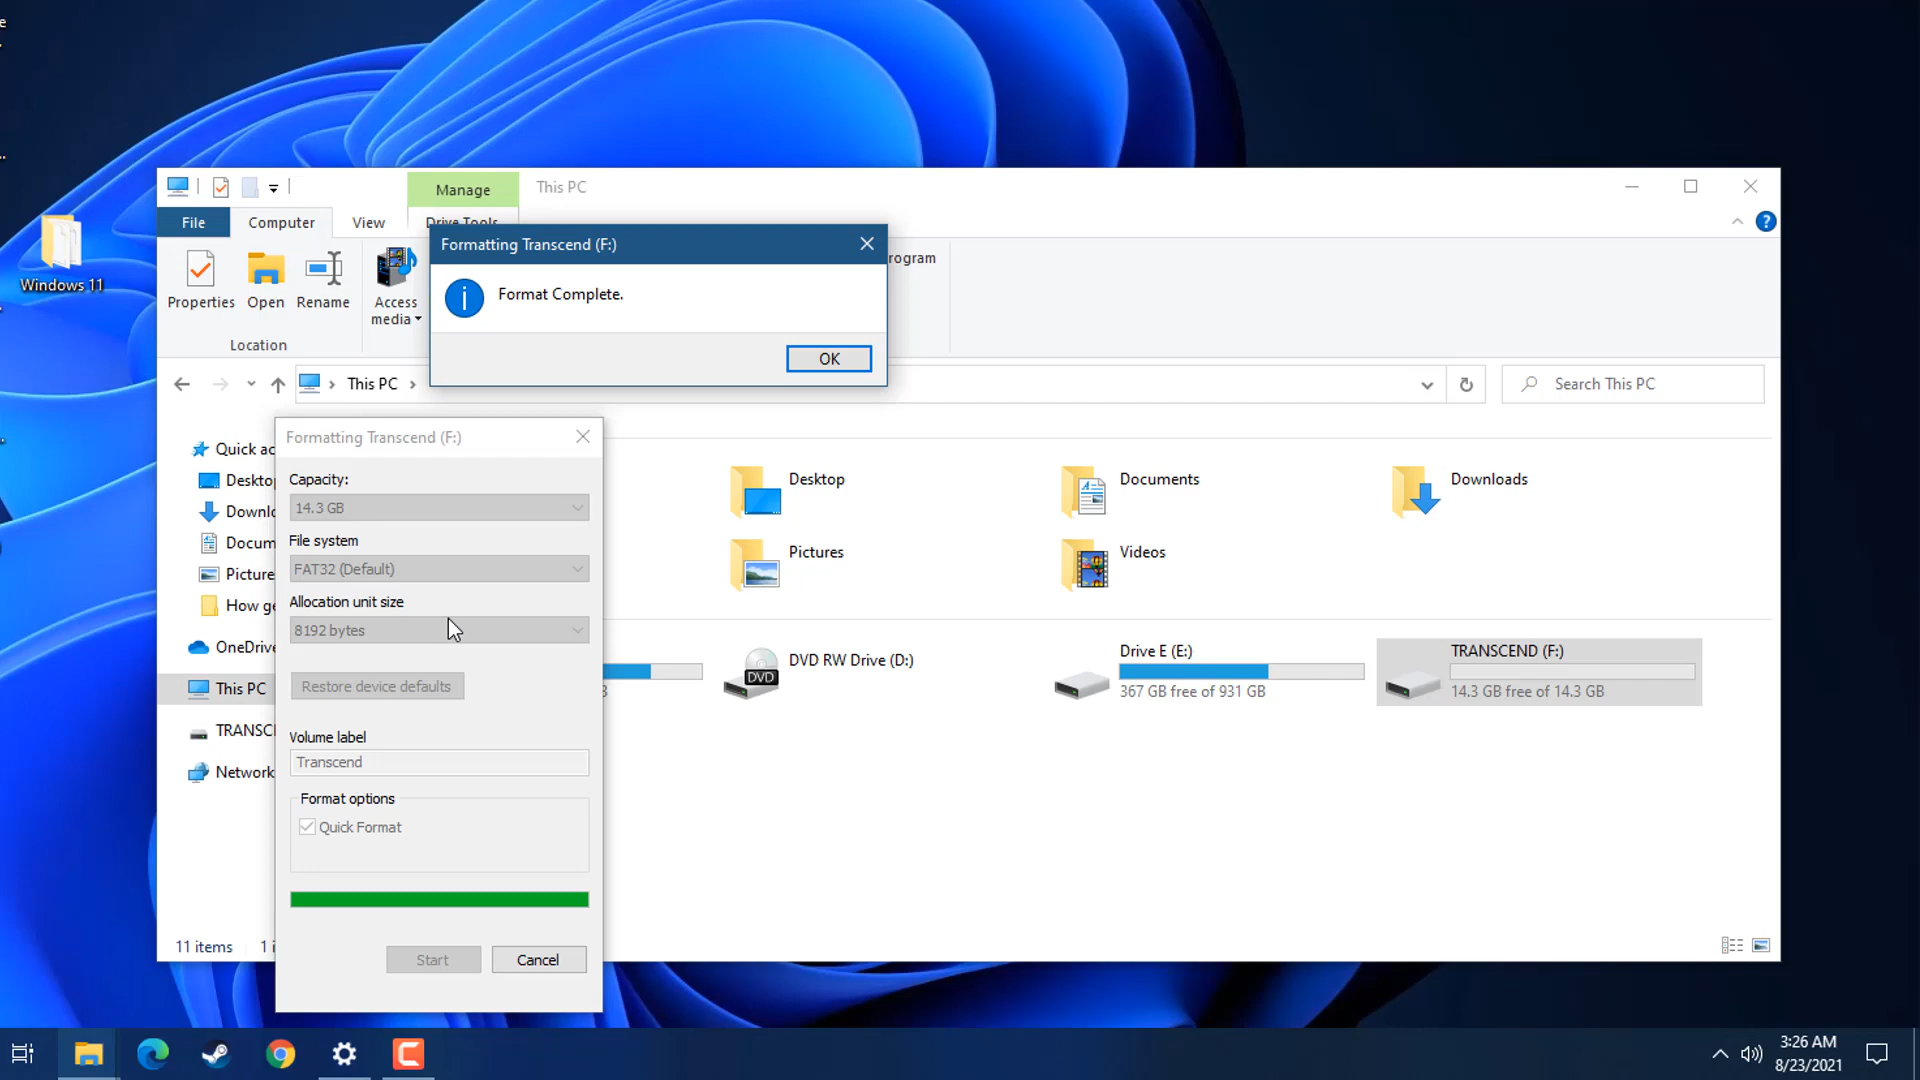 Windows 11
Manage
This PC
File
Computer
View
Drive Tools
Properties
Open
Rename
Access
media
Location
rogram
Formatting Transcend (F:)
Format Complete.
OK
This PC
Search This PC
Quick ac
Desktop
Downlo
Docum
Picture
How ge
OneDrive
This PC
TRANSC
Network
Formatting Transcend (F:)
Capacity:
14.3 GB
File system
FAT32 (Default)
Allocation unit size
8192 bytes
Restore device defaults
Volume label
Transcend
Format options
Quick Format
Start
Cancel
Desktop
Documents
Downloads
Pictures
Videos
DVD
DVD RW Drive (D:)
Drive E (E:)
367 GB free of 931 GB
TRANSCEND (F:)
14.3 GB free of 14.3 GB
11 items
3:26 AM
8/23/2021